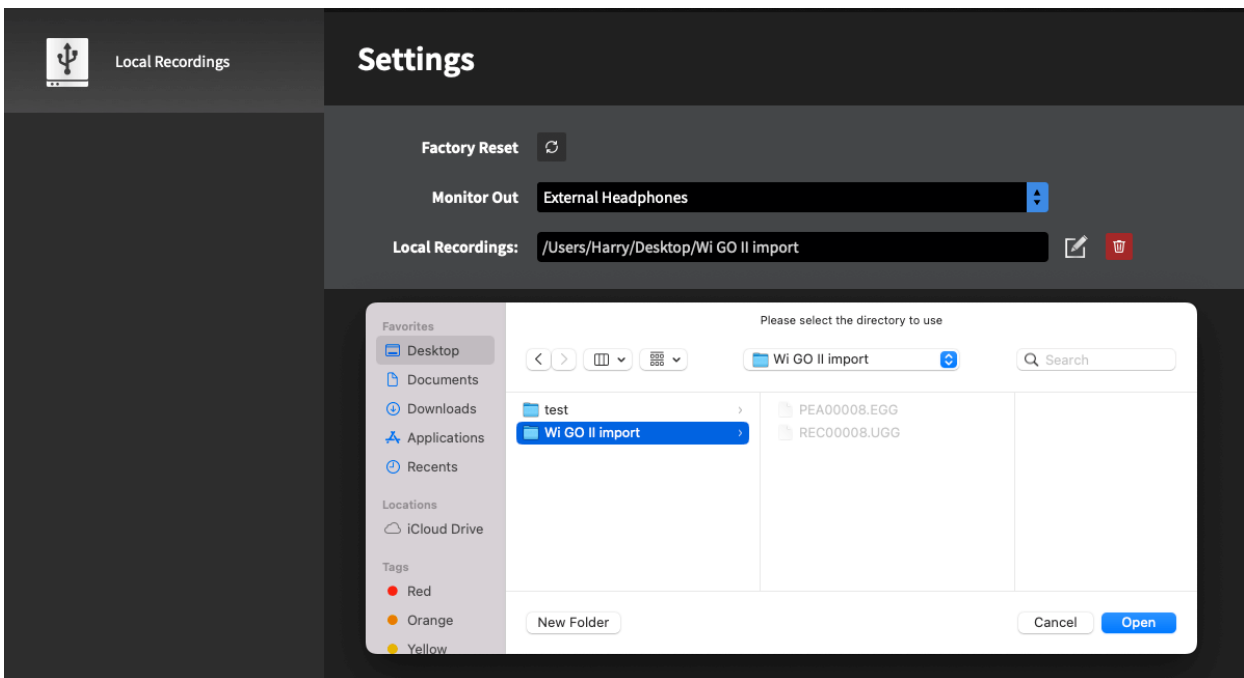 Local Recordings
Settings
Factory Reset
Monitor Out External Headphones
Local Recordings: /Users/Harry/Desktop/Wi GO II import
Please select the directory to use
Favorites
Desktop
Documents
Downloads
Applications
Recents
Locations
iCloud Drive
Tags
Red
Orange
Yellow
Wi GO II import
Search
test
Wi GO II import
PEA00008.EGG
REC00008.UGG
New Folder
Cancel
Open